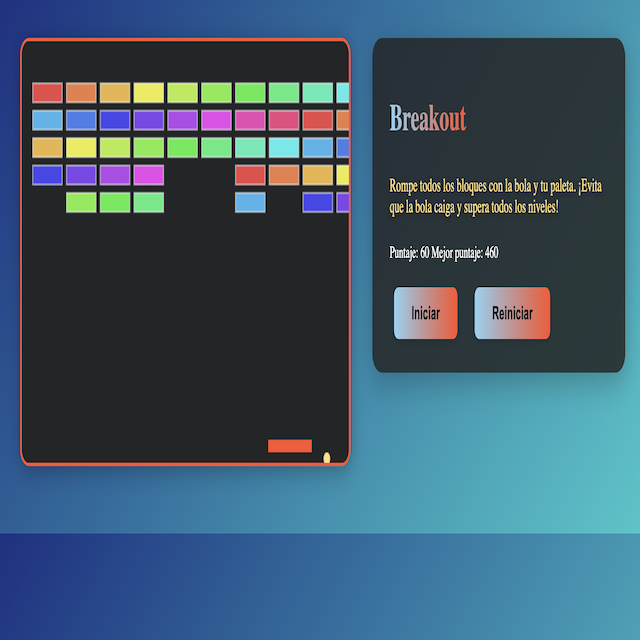 Breakout
Rompe todos los bloques con la bola y tu paleta. ¡Evita
que la bola caiga y supera todos los niveles!
Puntaje: 60 Mejor puntaje: 460
Iniciar
Reiniciar